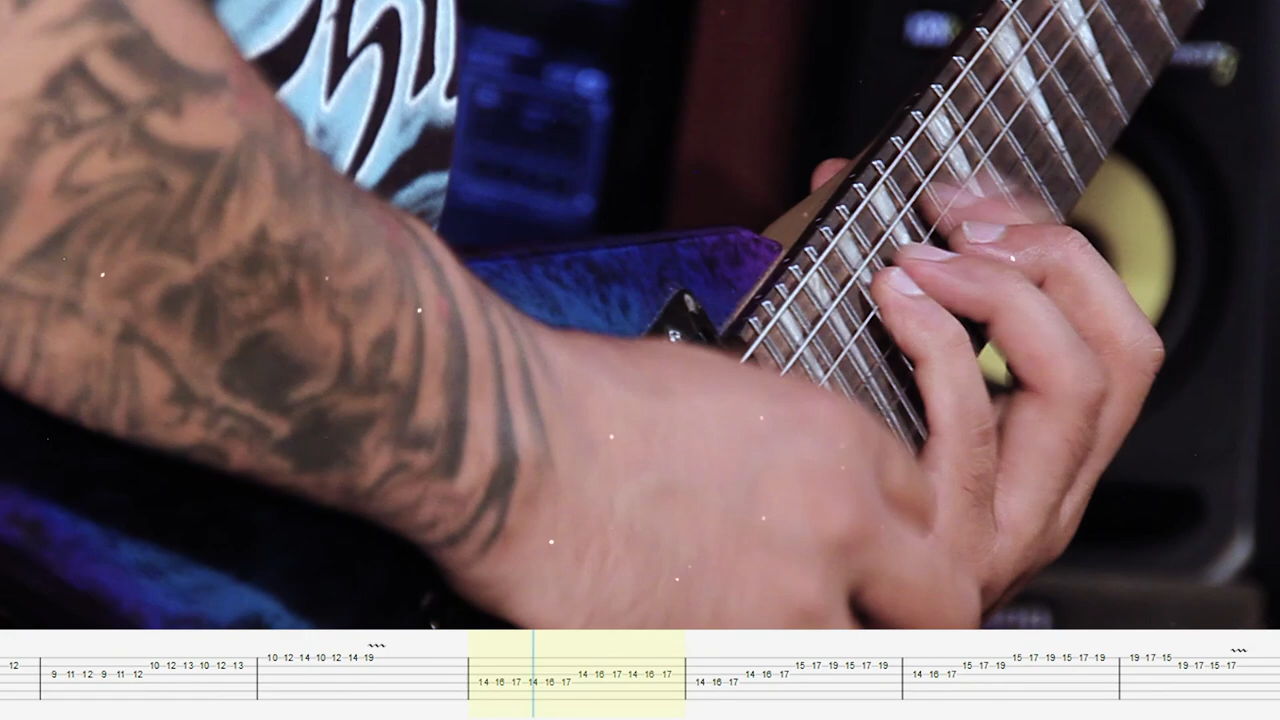 10 12 14 10 12 14 19 15 17 19 15 17 19 19 17 15
12 10 12 13 10 12 13 15 17 19 15 17 19 15 17 19 19 17 15 17
9 11 12 9 11 12 14 16 17 14 16 17 14 16 17 14 16 17
14 16 17 14 16 17 14 16 17